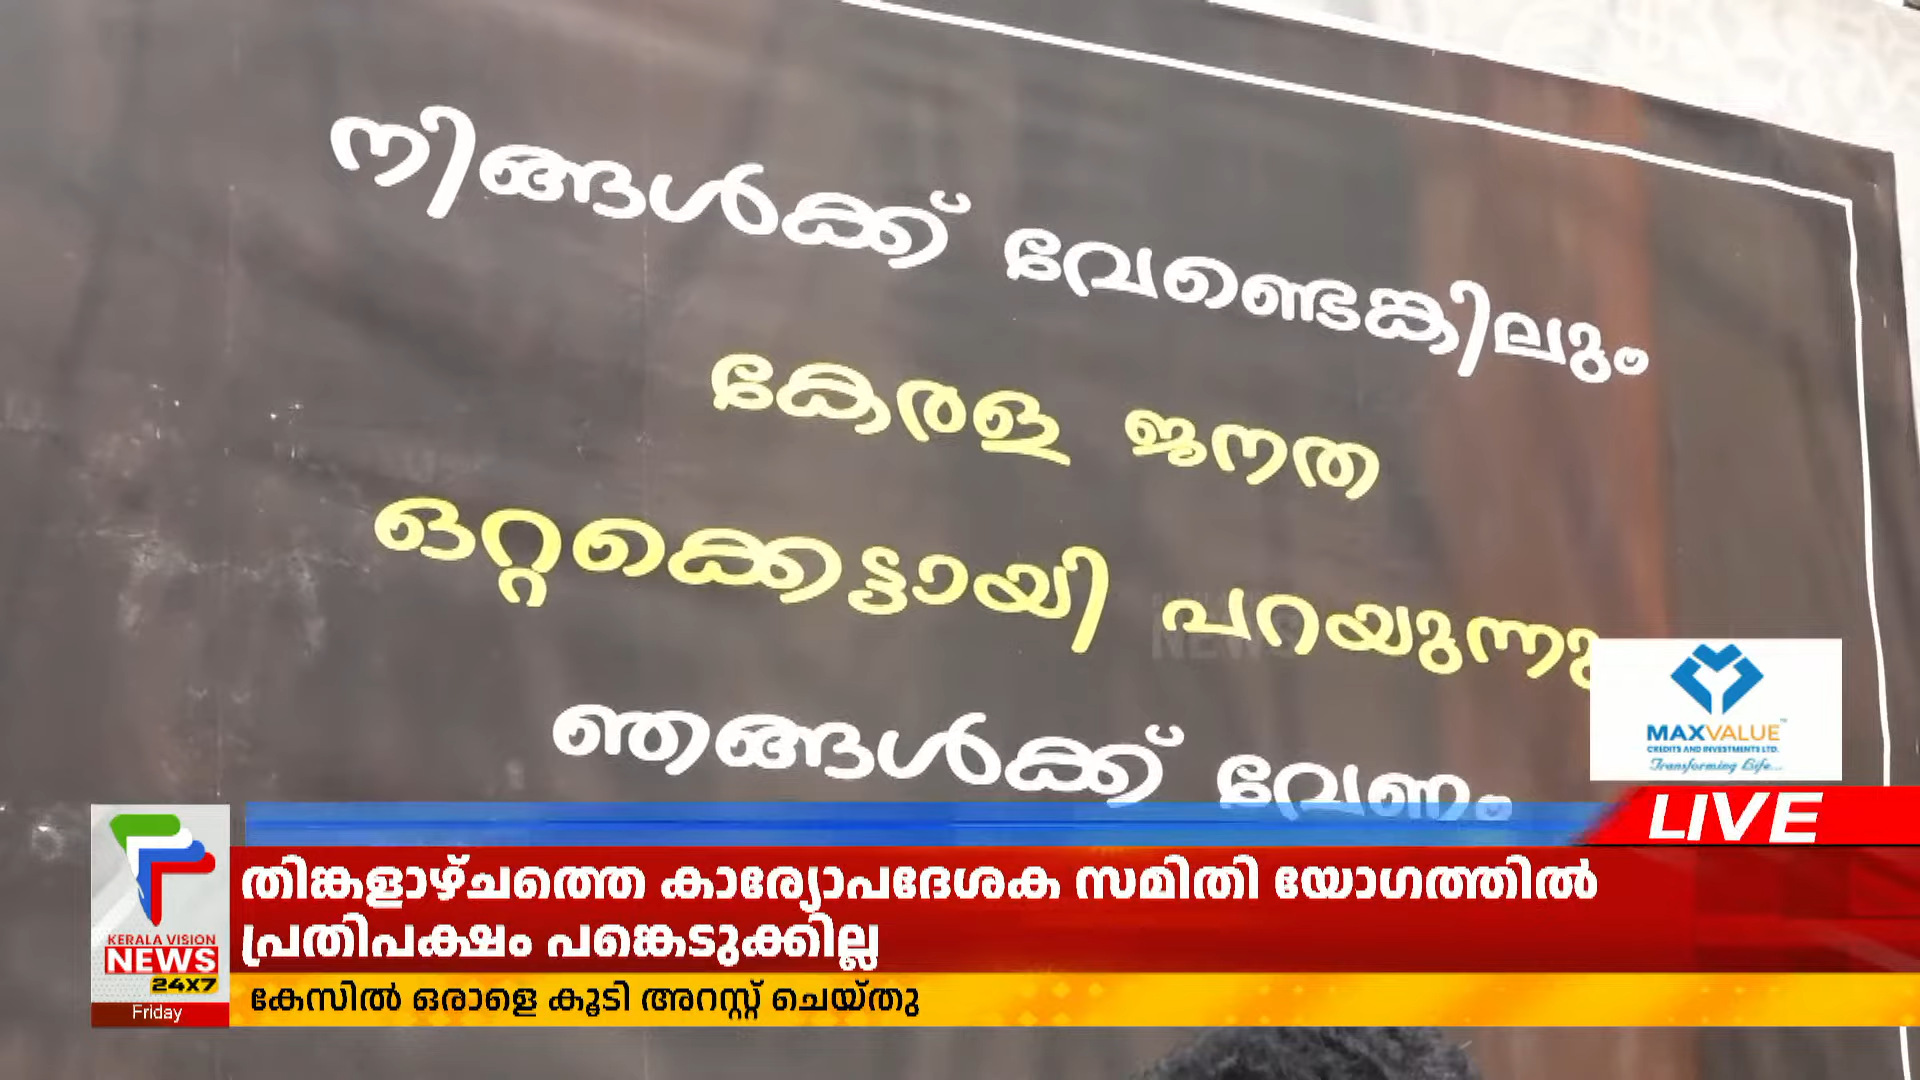 നിങ്ങൾക്ക് വേണ്ടെങ്കിലും
കേരള ജനത
ഒറ്റക്കെട്ടായി പറയുന്നു
ഞങ്ങൾക്ക് വേണം
MAXVALUE
CREDITS AND INVESTMENTS LTD.
Transforming Life...
LIVE
തിങ്കളാഴ്ചത്തെ കാര്യോപദേശക സമിതി യോഗത്തിൽ
പ്രതിപക്ഷം പങ്കെടുക്കില്ല
KERALA VISION
NEWS
24X7
Friday
കേസിൽ ഒരാളെ കൂടി അറസ്റ്റ് ചെയ്തു